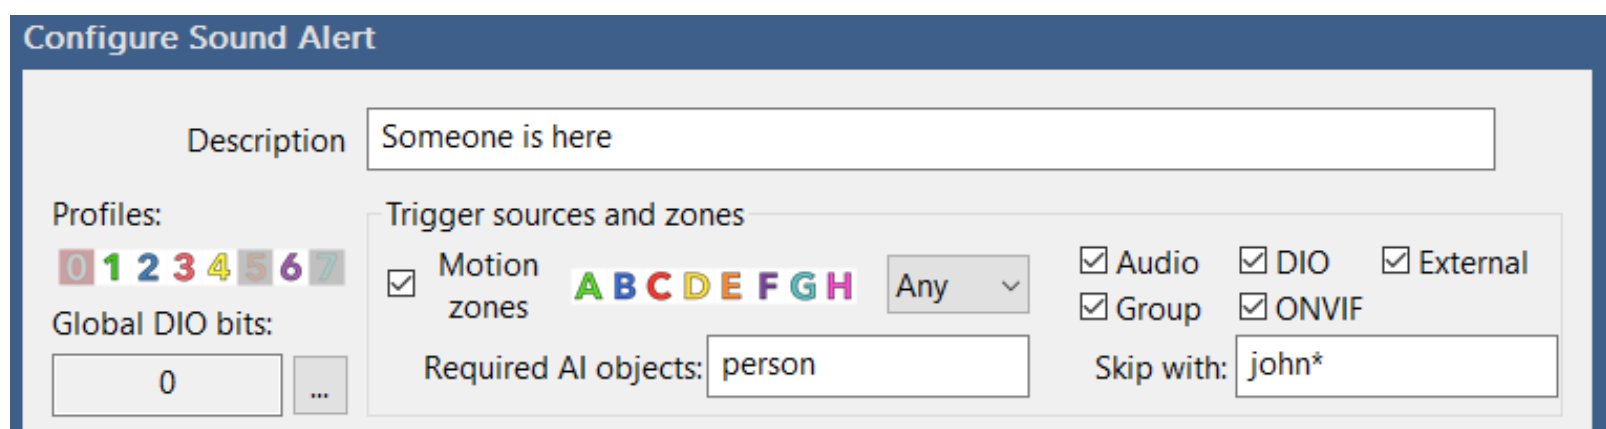 Configure Sound Alert
Description Someone is here
Profiles:
0 1 2 3 4 5 6 7
Global DIO bits:
0 ...
Trigger sources and zones
Motion zones A B C D E F G H Any
Audio DIO External
Group ONVIF
Required AI objects: person Skip with: john*